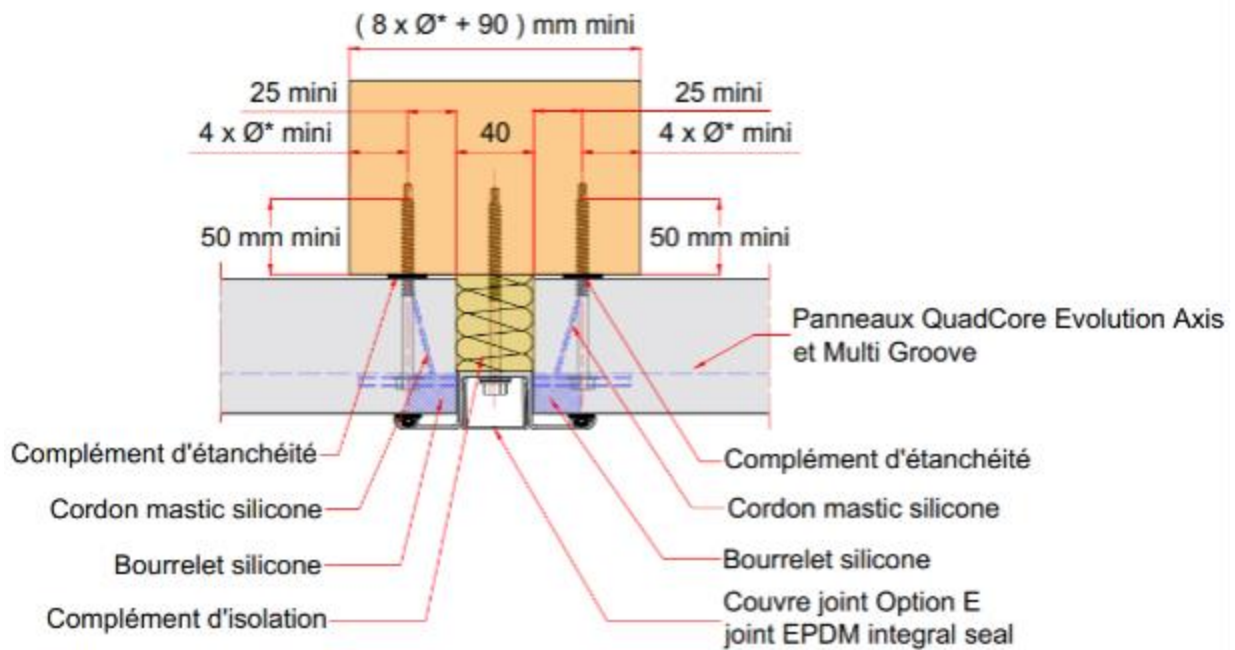 ( 8 x Ø* + 90 ) mm mini
25 mini
25 mini
4 x Ø* mini
40
4 x Ø* mini
50 mm mini
50 mm mini
Panneaux QuadCore Evolution Axis
et Multi Groove
Complément d'étanchéité
Complément d'étanchéité
Cordon mastic silicone
Cordon mastic silicone
Bourrelet silicone
Bourrelet silicone
Complément d'isolation
Couvre joint Option E
joint EPDM integral seal